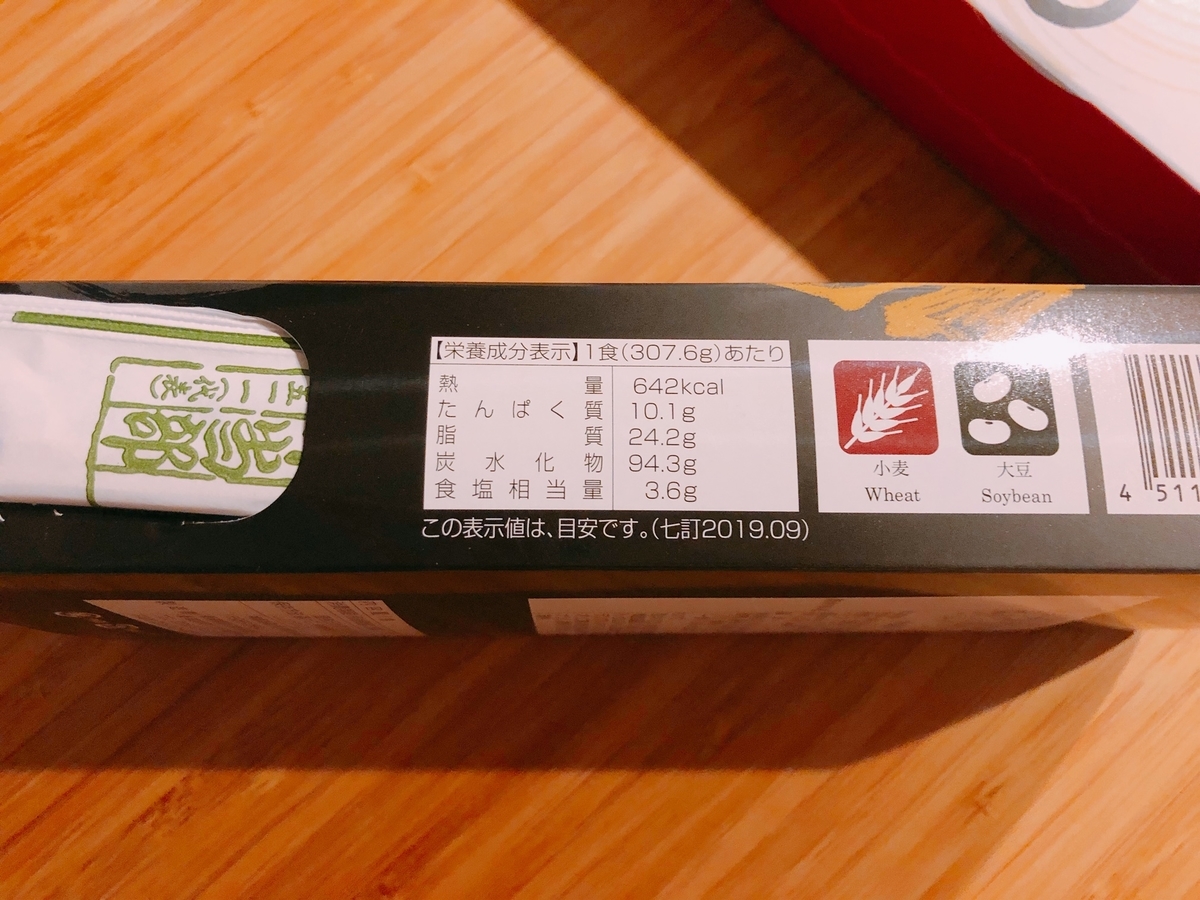 【栄養成分表示】1食(307.6g)あたり
熱量 642kcal
たんぱく質 10.1g
脂質 24.2g
炭水化物 94.3g
食塩相当量 3.6g
この表示値は、目安です。(七訂2019.09)
小麦
Wheat
大豆
Soybean
4 511